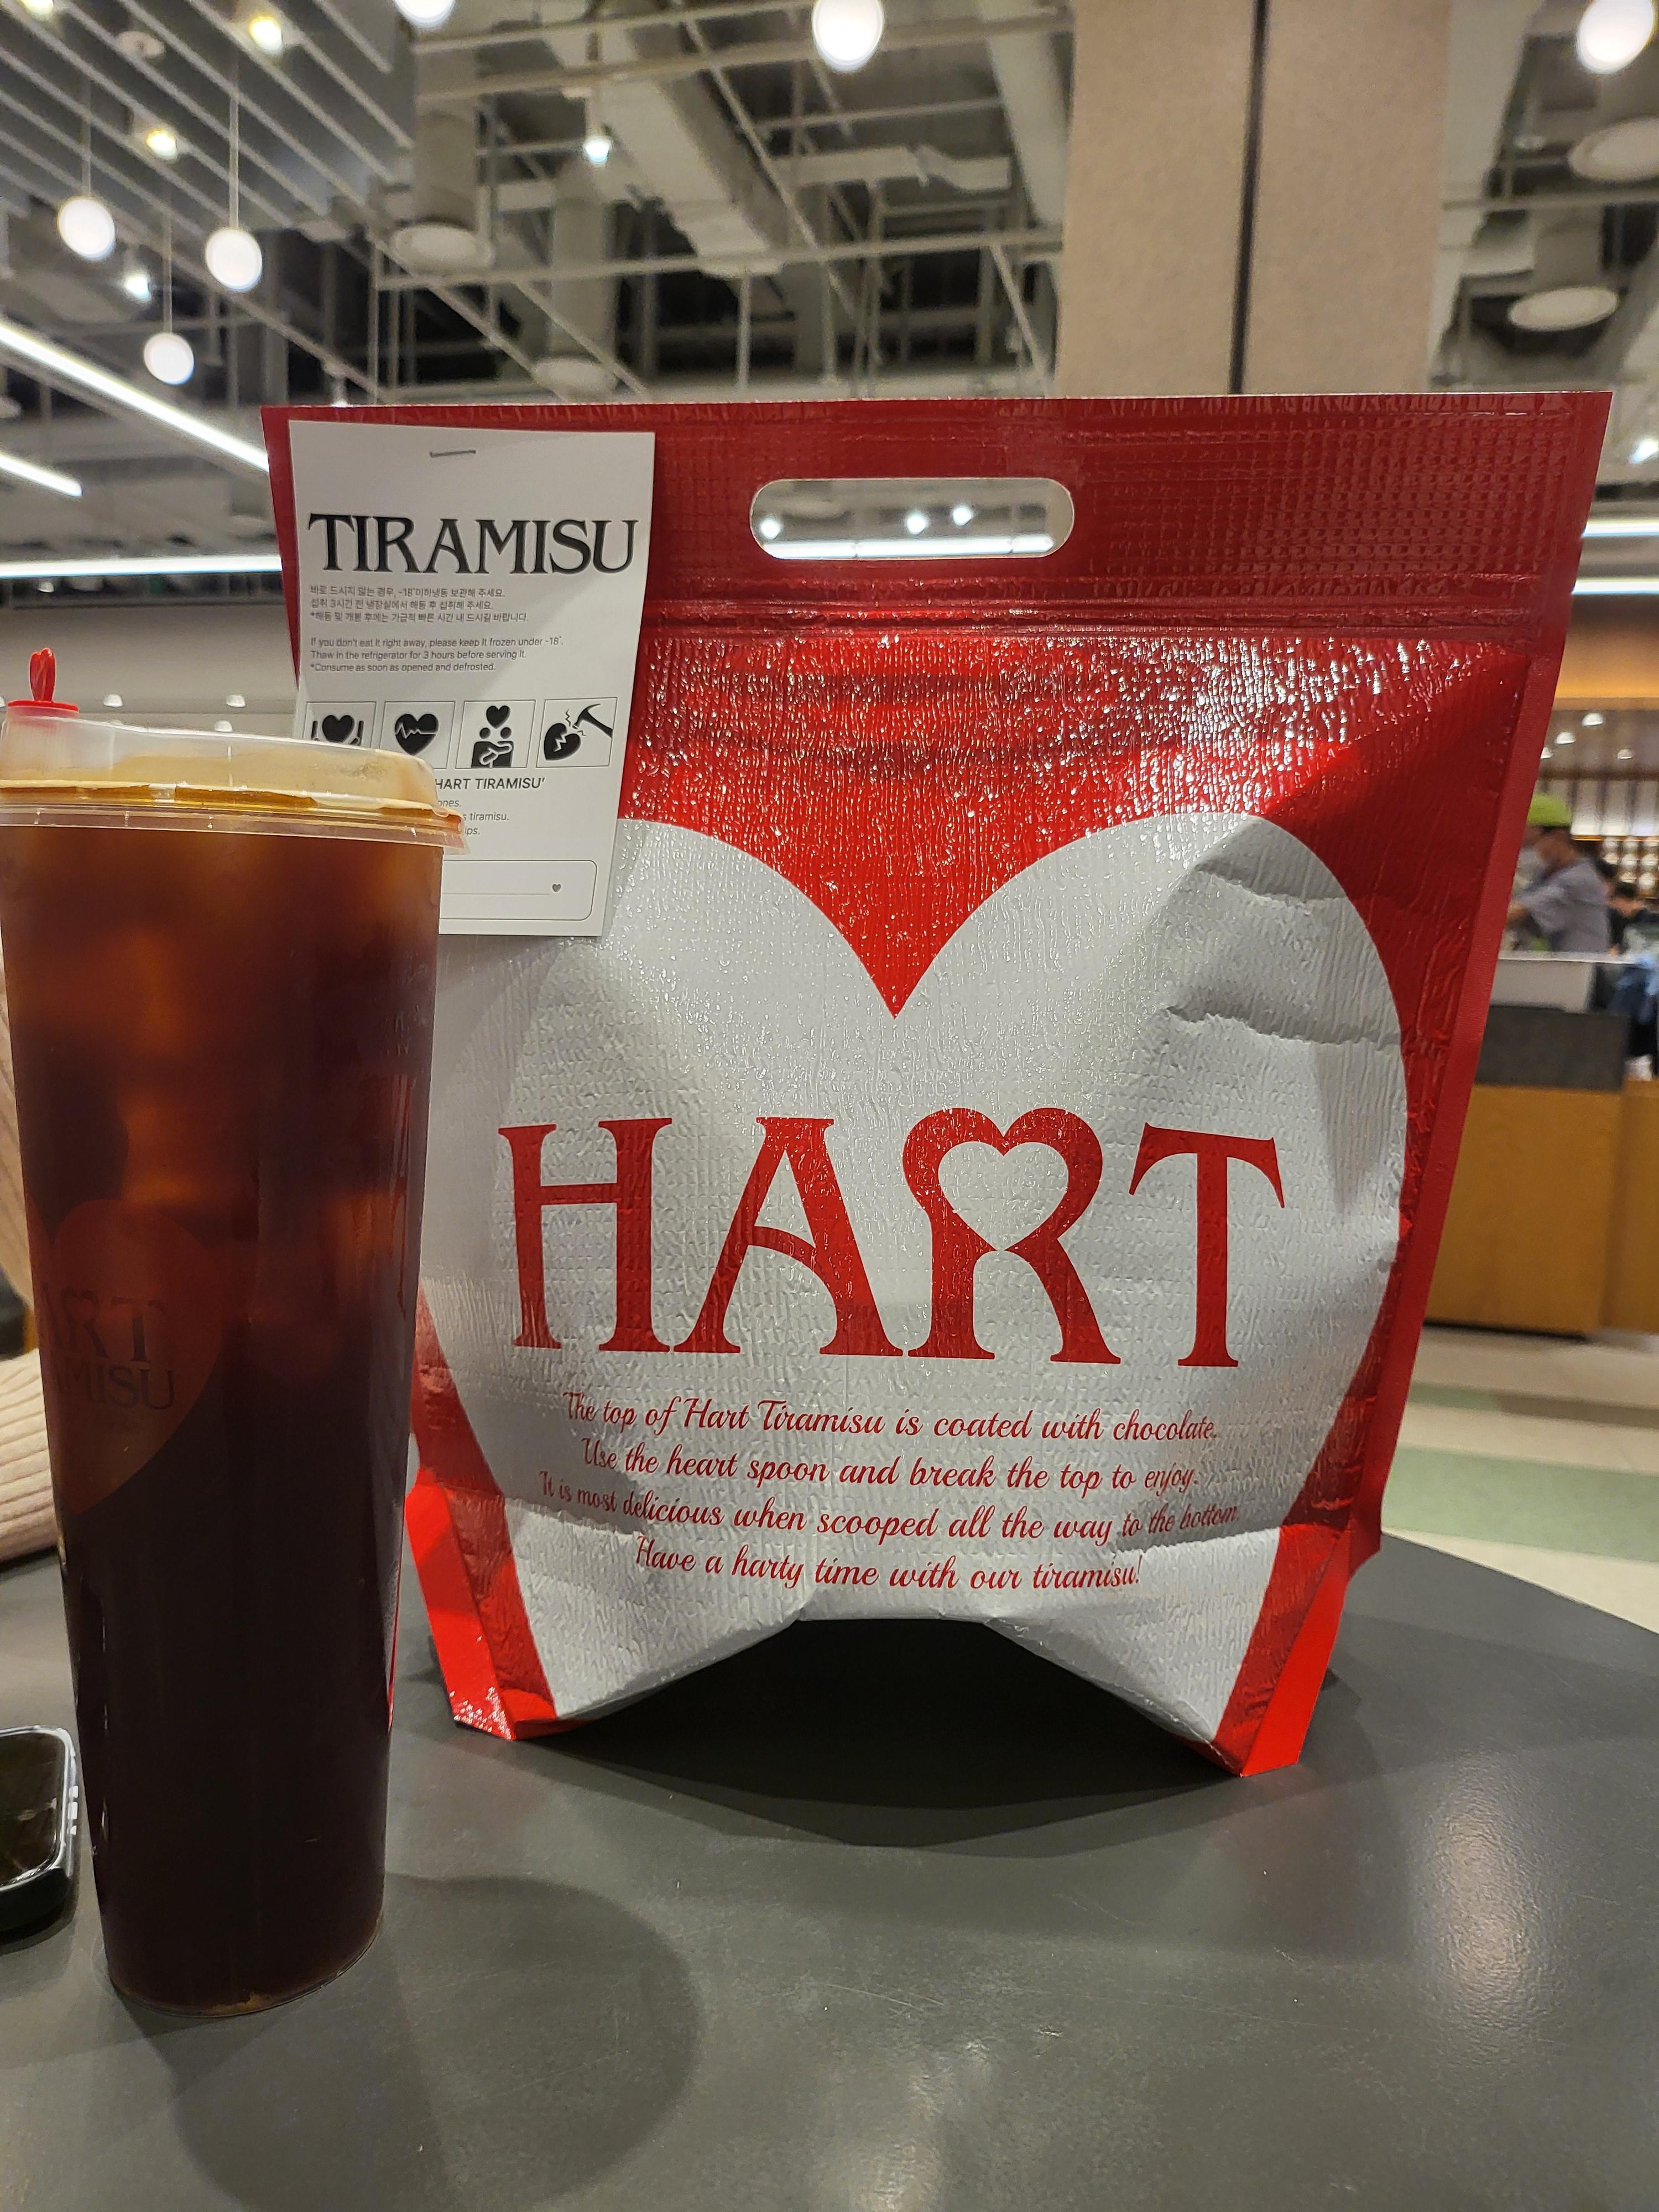 TIRAMISU
바로 드시지 않는 경우, -18°이하냉동 보관해 주세요.
섭취 3시간 전 냉장실에서 해동 후 섭취해 주세요.
*해동 및 개봉 후에는 가급적 빠른 시간 내 드시길 바랍니다.
If you don't eat it right away, please keep it frozen under -18°.
Thaw in the refrigerator for 3 hours before serving it.
*Consume as soon as opened and defrosted.
HART TIRAMISU'
tiramisu.
HART
The top of Hart Tiramisu is coated with chocolate.
Use the heart spoon and break the top to enjoy.
It is most delicious when scooped all the way to the bottom.
Have a harty time with our tiramisu!
ART
AMISU